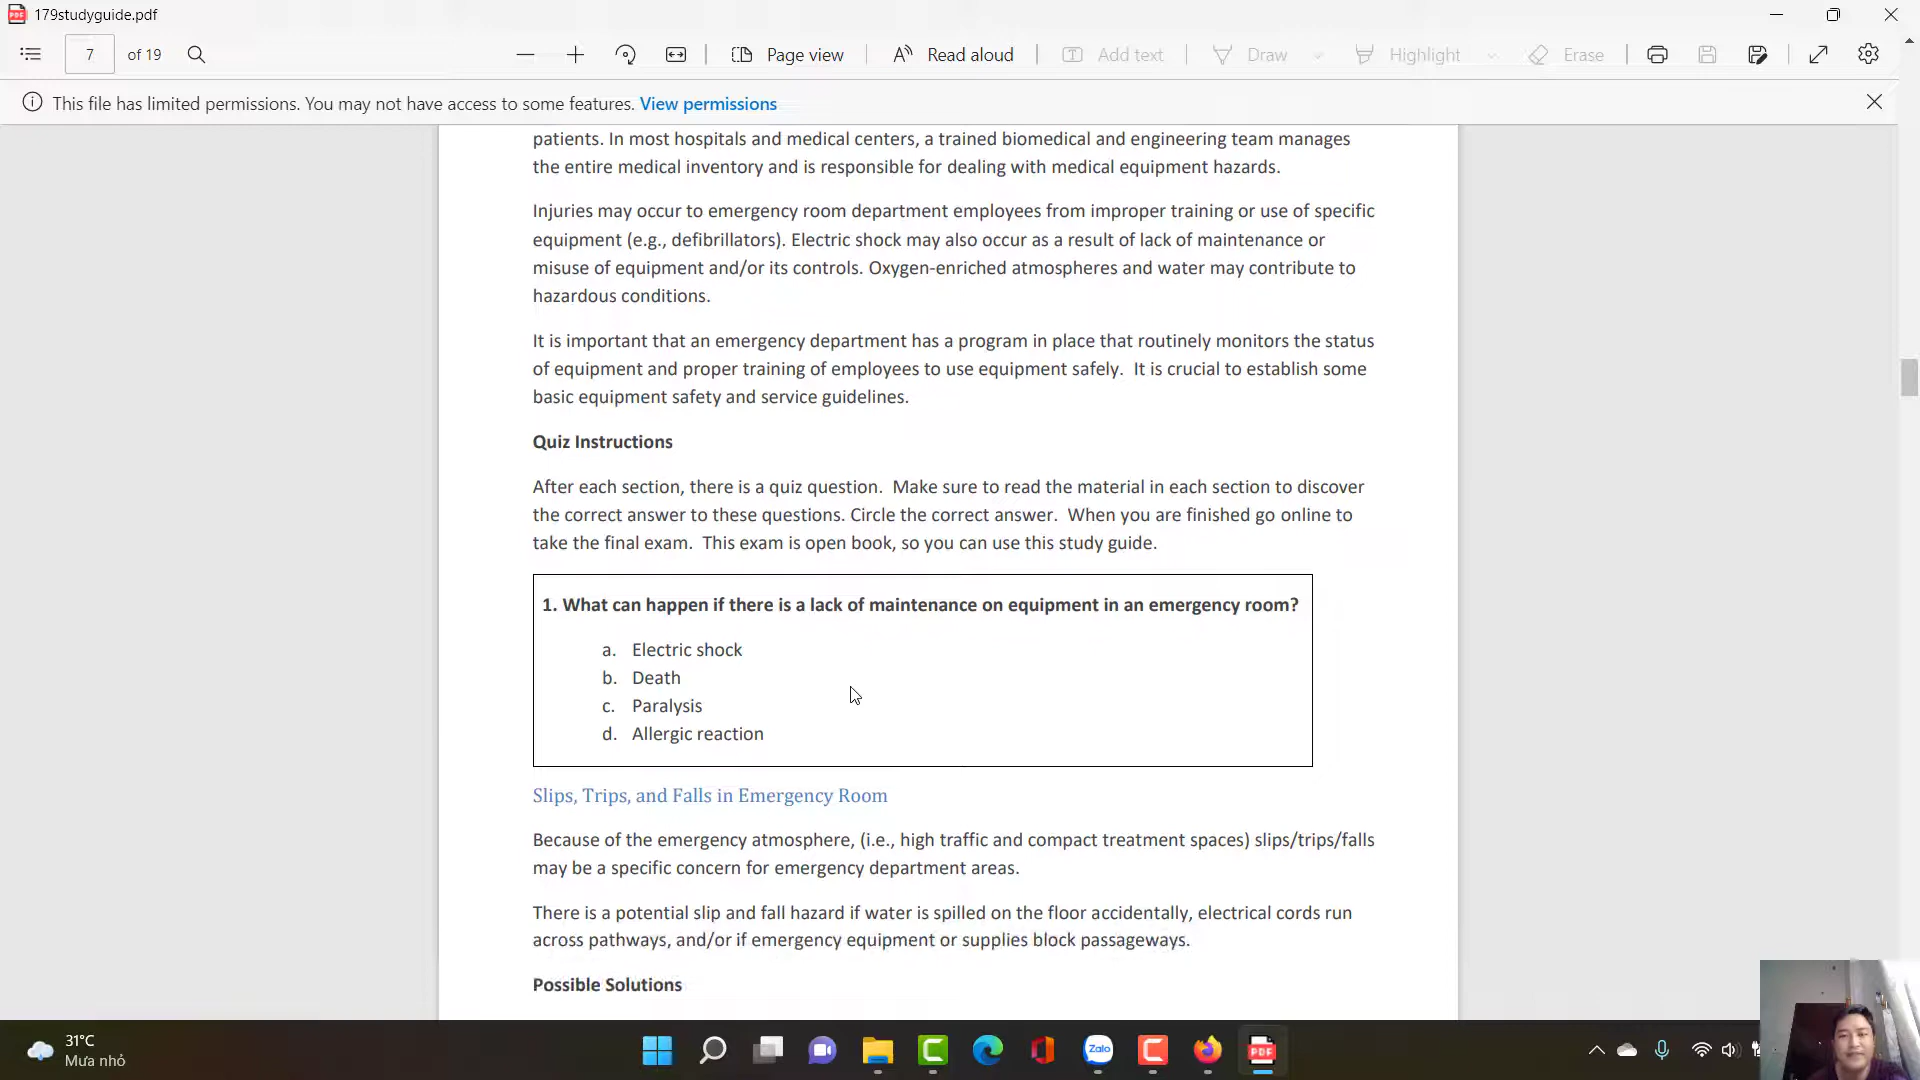 179studyguide.pdf
7 of 19 Page view Read aloud Add text Draw Highlight Erase
This file has limited permissions. You may not have access to some features. View permissions
patients. In most hospitals and medical centers, a trained biomedical and engineering team manages
the entire medical inventory and is responsible for dealing with medical equipment hazards.
Injuries may occur to emergency room department employees from improper training or use of specific
equipment (e.g., defibrillators). Electric shock may also occur as a result of lack of maintenance or
misuse of equipment and/or its controls. Oxygen-enriched atmospheres and water may contribute to
hazardous conditions.
It is important that an emergency department has a program in place that routinely monitors the status
of equipment and proper training of employees to use equipment safely. It is crucial to establish some
basic equipment safety and service guidelines.
Quiz Instructions
After each section, there is a quiz question. Make sure to read the material in each section to discover
the correct answer to these questions. Circle the correct answer. When you are finished go online to
take the final exam. This exam is open book, so you can use this study guide.
1. What can happen if there is a lack of maintenance on equipment in an emergency room?
a. Electric shock
b. Death
c. Paralysis
d. Allergic reaction
Slips, Trips, and Falls in Emergency Room
Because of the emergency atmosphere, (i.e., high traffic and compact treatment spaces) slips/trips/falls
may be a specific concern for emergency department areas.
There is a potential slip and fall hazard if water is spilled on the floor accidentally, electrical cords run
across pathways, and/or if emergency equipment or supplies block passageways.
Possible Solutions
31°C
Mưa nhỏ
Zalo
PDF